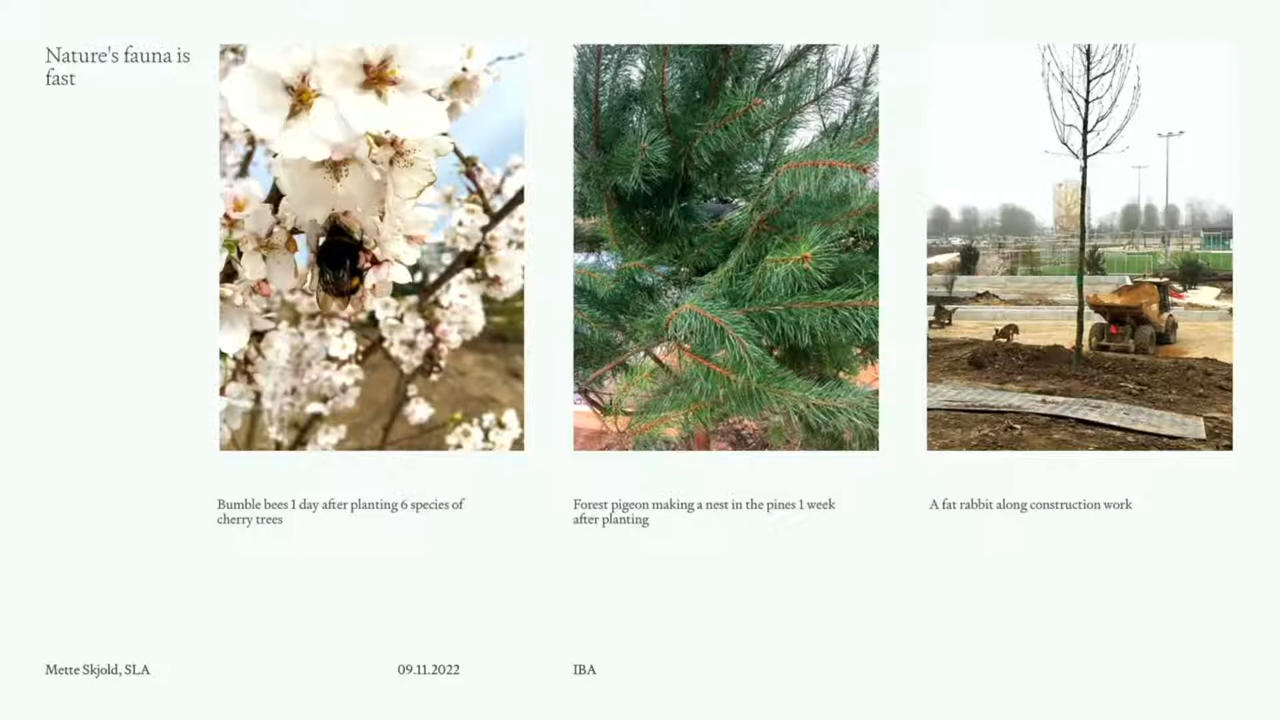 Nature's fauna is
fast
Bumble bees 1 day after planting 6 species of
cherry trees
Forest pigeon making a nest in the pines 1 week
after planting
A fat rabbit along construction work
Mette Skjold, SLA
09.11.2022
IBA